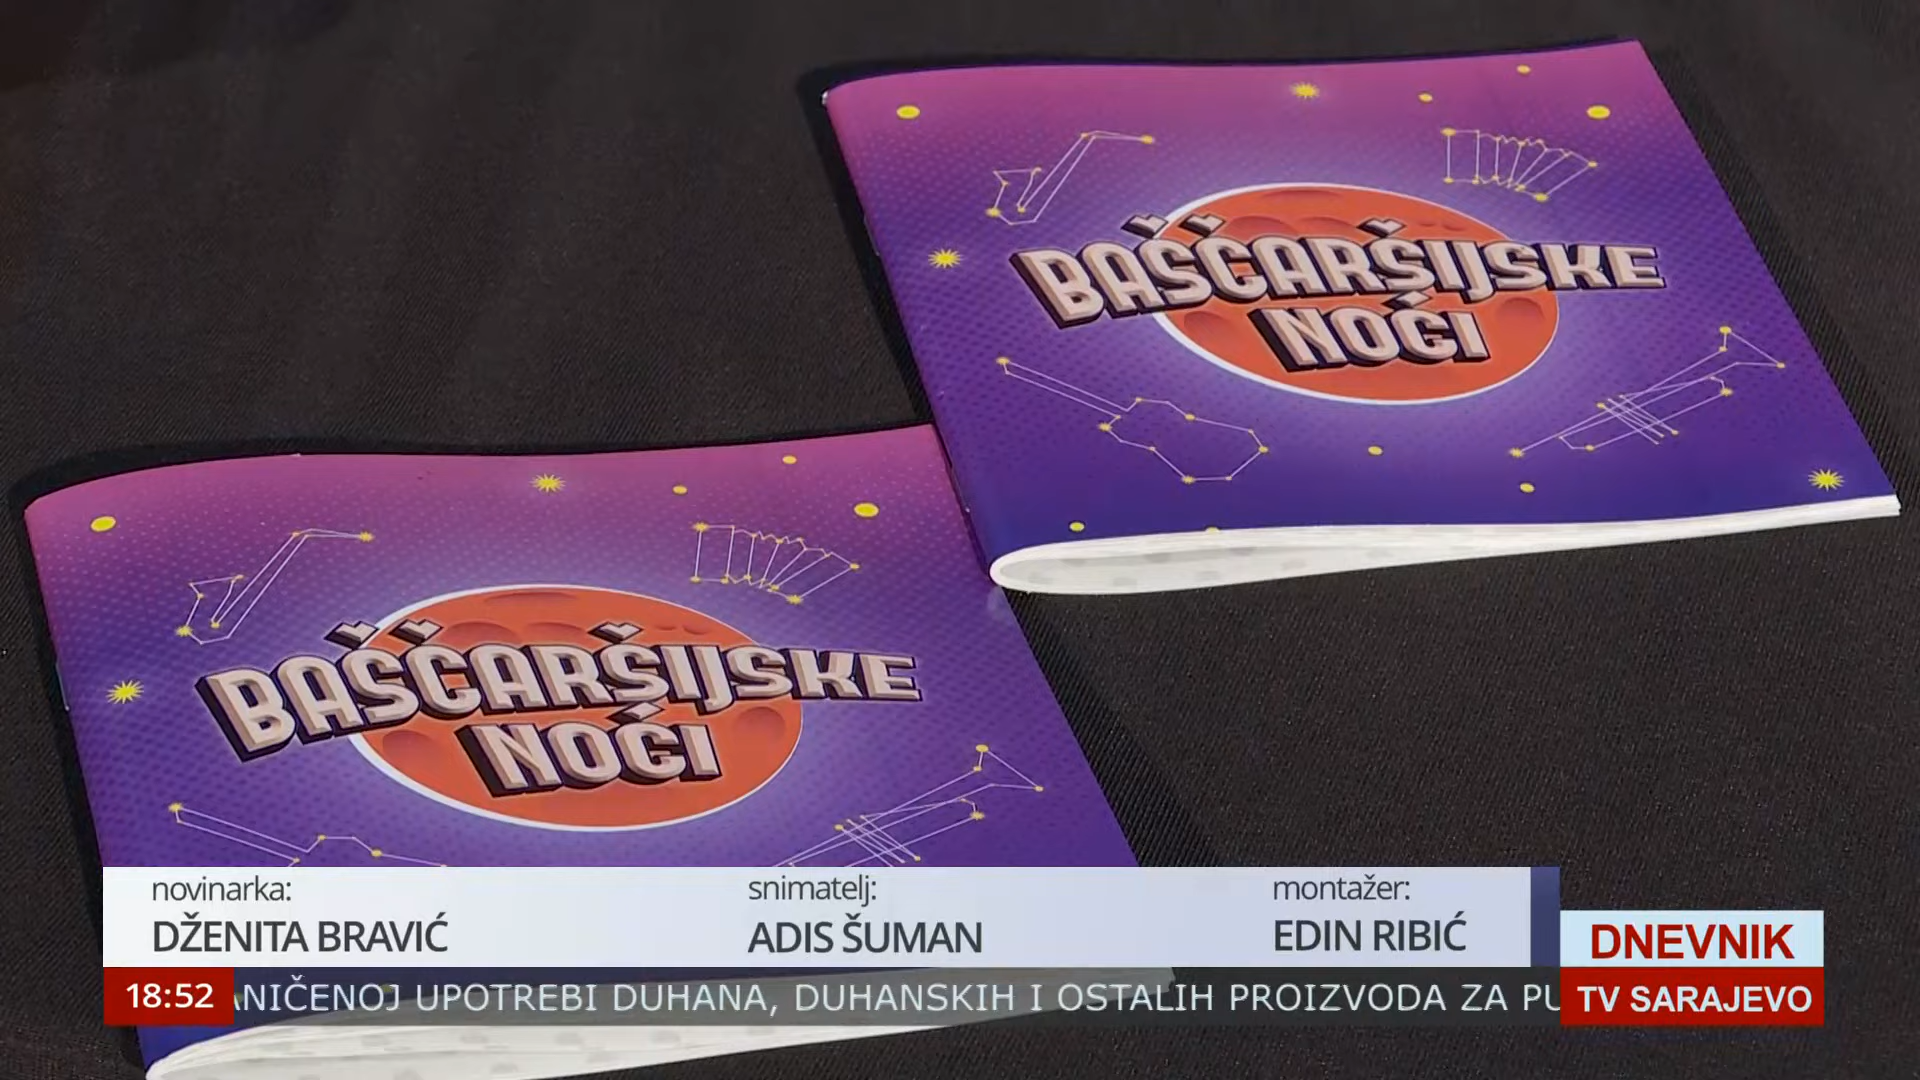 BAŠČARŠIJSKE
NOĆI
BAŠČARŠIJSKE
NOĆI
novinarka:
DŽENITA BRAVIĆ
snimatelj:
ADIS ŠUMAN
montažer:
EDIN RIBIĆ
DNEVNIK
TV SARAJEVO
18:52
ANIČENOJ UPOTREBI DUHANA, DUHANSKIH I OSTALIH PROIZVODA ZA PU